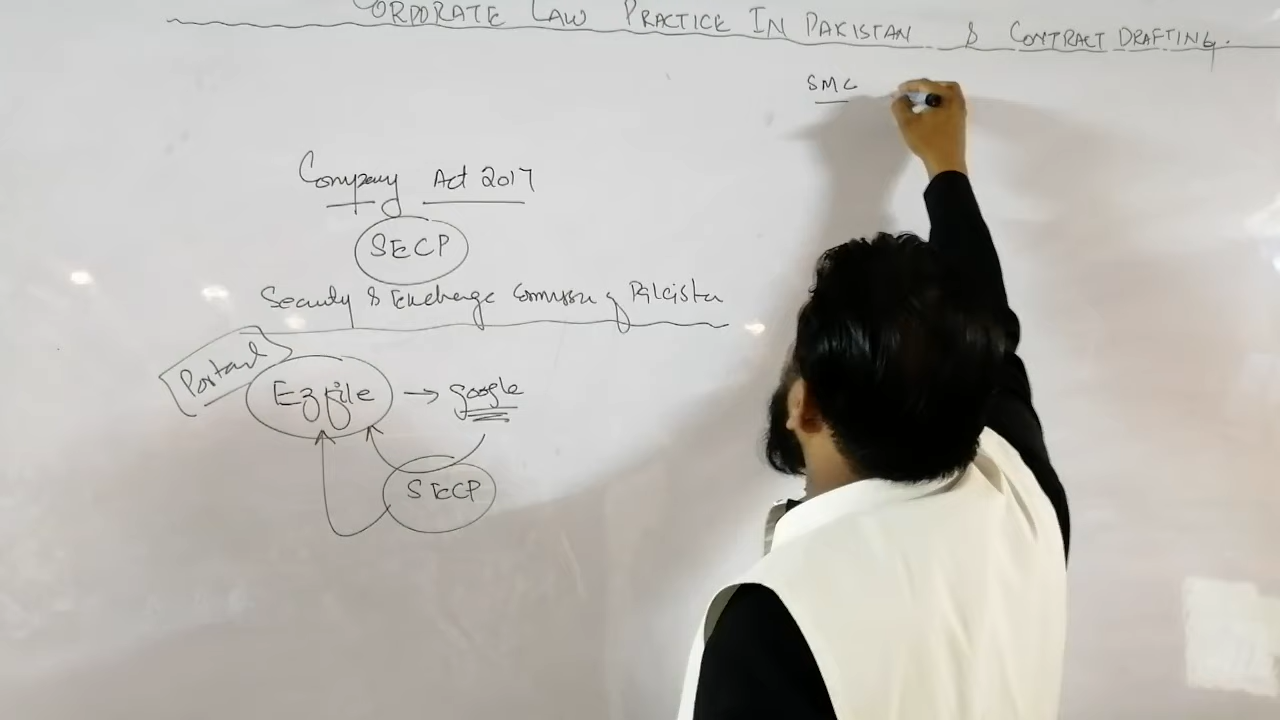 CORPORATE LAW PRACTICE IN PAKISTAN & CONTRACT DRAFTING.
SMC
Company Act 2017
SECP
Security & Exchange Commission of Pakistan
Portal
Ezfile → google
SECP